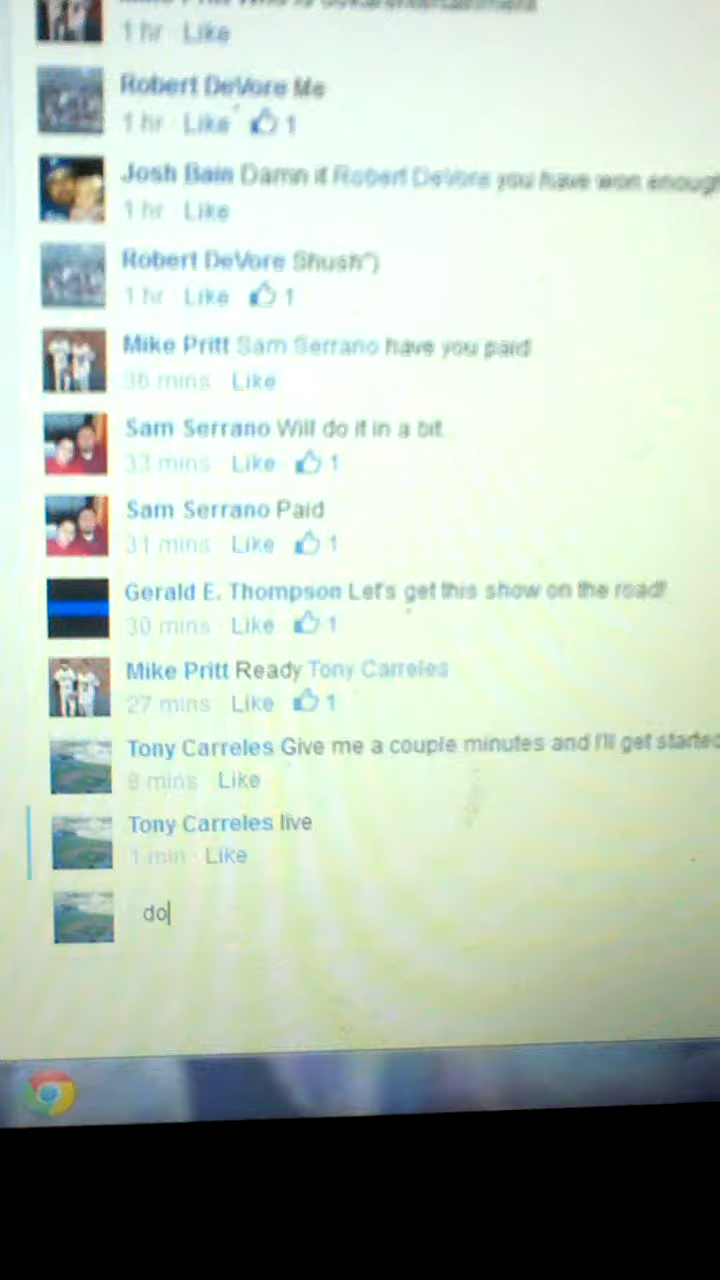 1 hr · Like
Robert DeVore Me
1 hr · Like 1
Josh Bain Damn it Robert DeVore you have won enough
1 hr · Like
Robert DeVore Shush")
1 hr · Like 1
Mike Pritt Sam Serrano have you paid
36 mins · Like
Sam Serrano Will do it in a bit.
33 mins · Like · 1
Sam Serrano Paid
31 mins · Like · 1
Gerald E. Thompson Let's get this show on the road!
30 mins · Like · 1
Mike Pritt Ready Tony Carreles
27 mins · Like · 1
Tony Carreles Give me a couple minutes and I'll get started
8 mins · Like
Tony Carreles live
1 min · Like
do